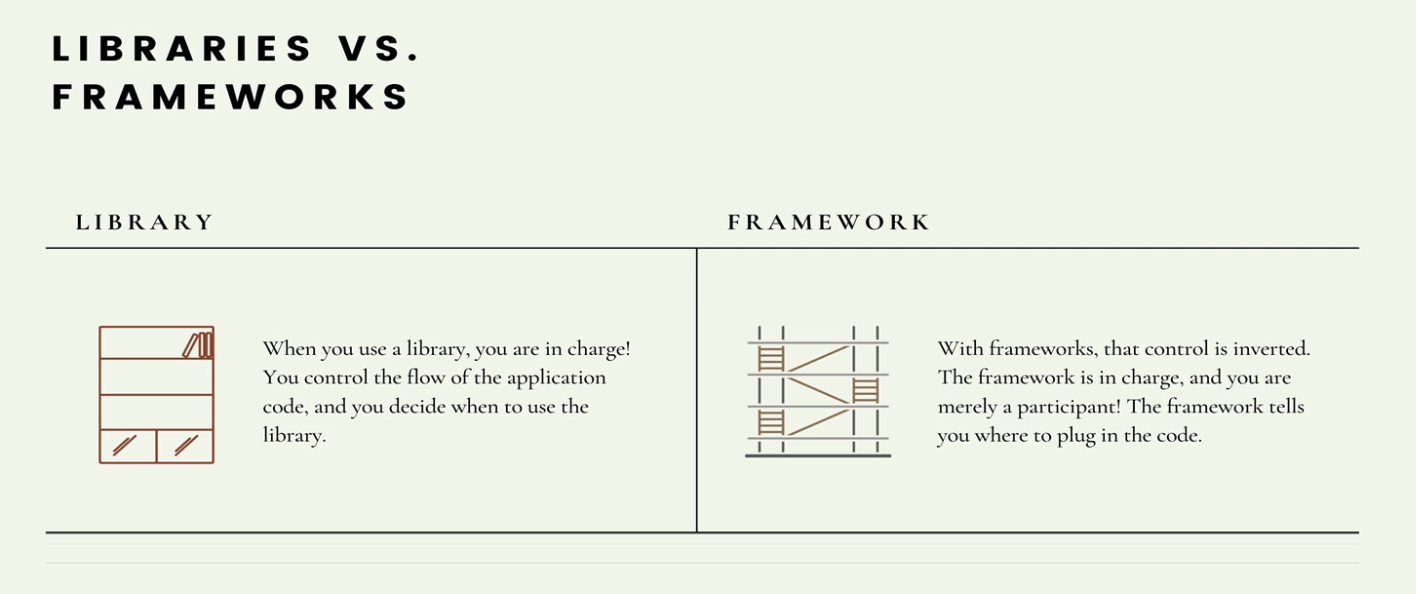 LIBRARIES VS.
FRAMEWORKS
LIBRARY
FRAMEWORK
When you use a library, you are in charge!
You control the flow of the application
code, and you decide when to use the
library.
With frameworks, that control is inverted.
The framework is in charge, and you are
merely a participant! The framework tells
you where to plug in the code.